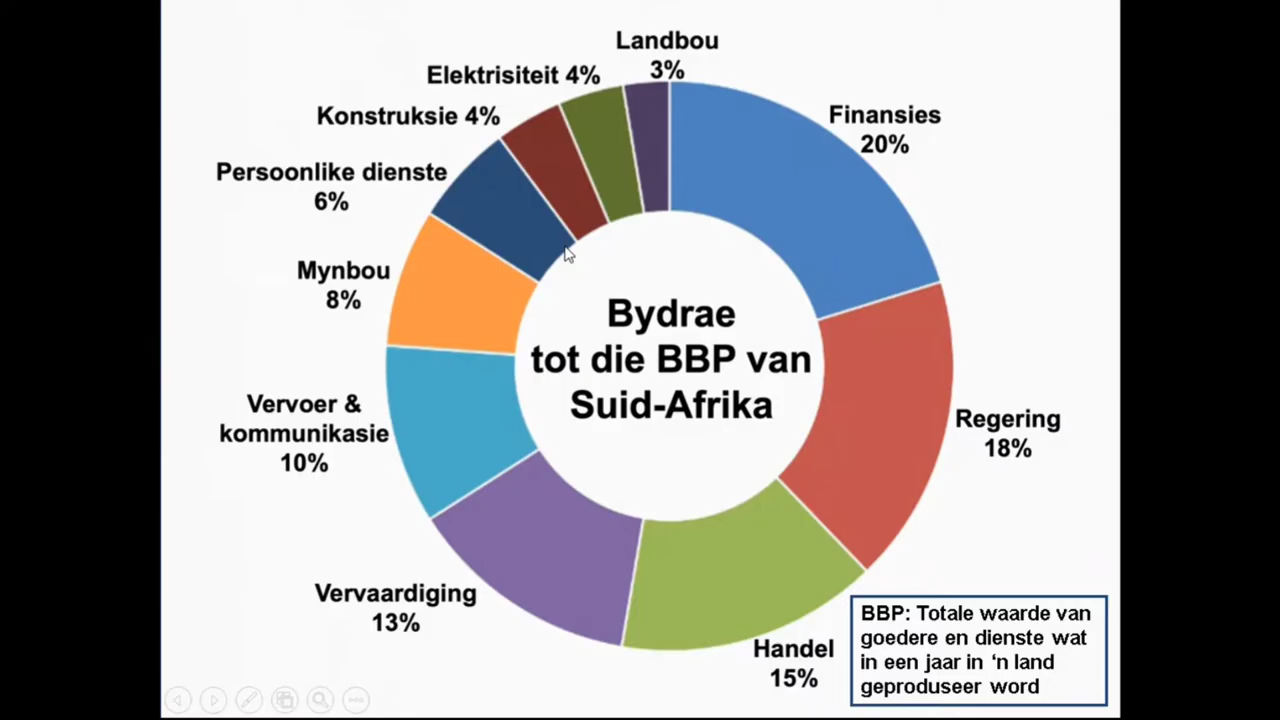 Landbou
3%
Elektrisiteit 4%
Konstruksie 4%
Persoonlike dienste
6%
Mynbou
8%
Vervoer &
kommunikasie
10%
Vervaardiging
13%
Handel
15%
Regering
18%
Finansies
20%
Bydrae
tot die BBP van
Suid-Afrika
BBP: Totale waarde van
goedere en dienste wat
in een jaar in ‘n land
geproduseer word